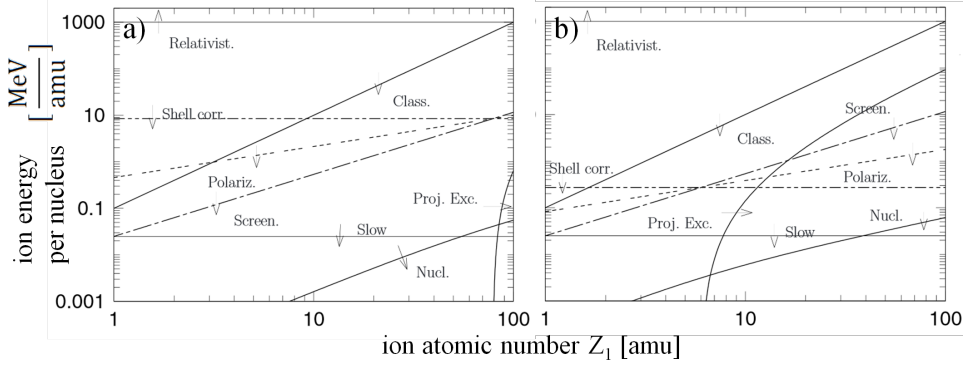 a)
1000
Relativist.
Class.
Shell corr.
10
Polariz.
Proj. Exc.
0.1
Screen.
Slow
Nucl.
0.001
1
10
100
b)
Relativist.
Screen.
Class.
Shell corr.
Polariz.
Proj. Exc.
Nucl.
Slow
1
10
100
ion energy
per nucleus
[ MeV
amu ]
ion atomic number Z₁ [amu]